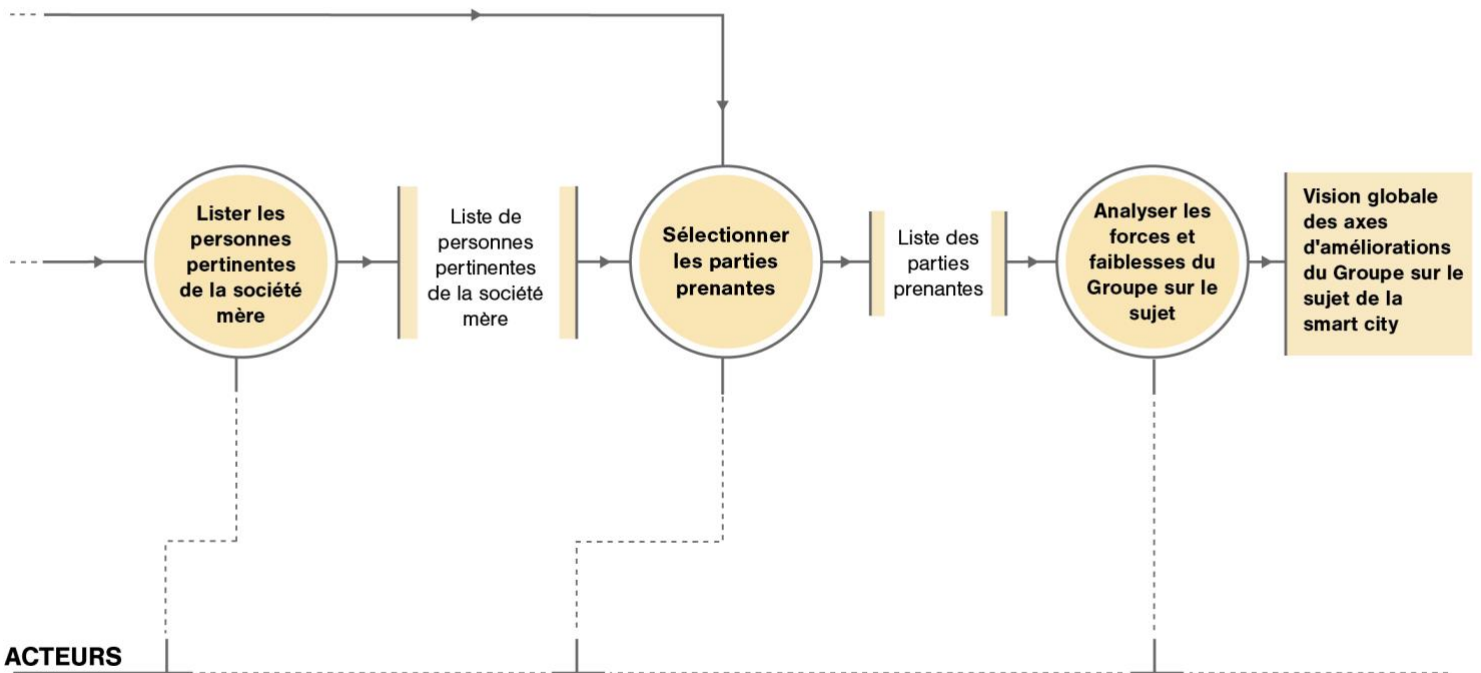 Lister les
personnes
pertinentes
de la société
mère
Liste de
personnes
pertinentes
de la société
mère
Sélectionner
les parties
prenantes
Liste des
parties
prenantes
Analyser les
forces et
faiblesses du
Groupe sur le
sujet
Vision globale
des axes
d'améliorations
du Groupe sur le
sujet de la
smart city
ACTEURS